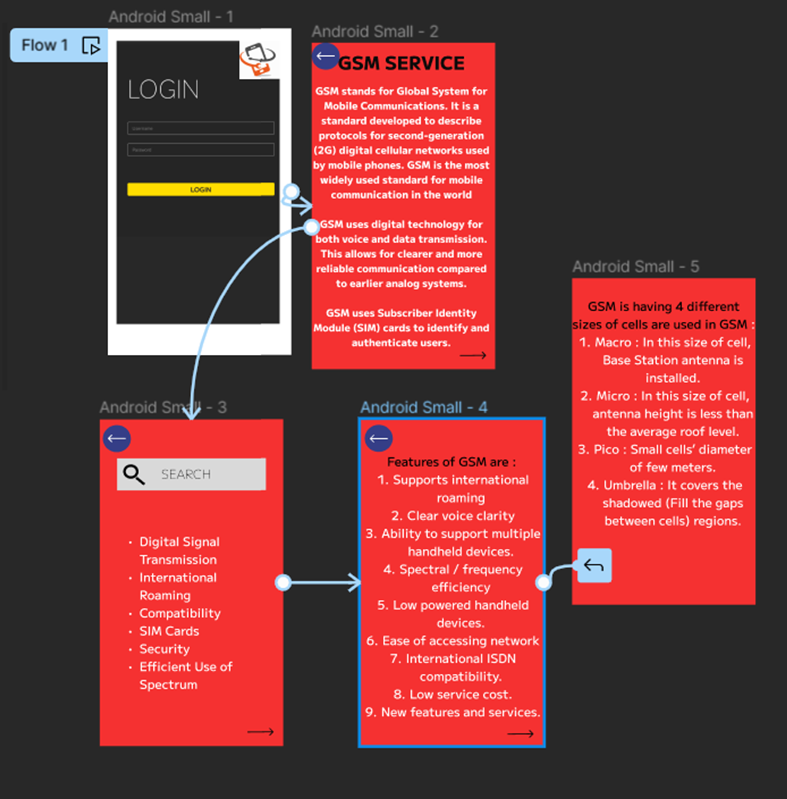 Android Small - 1
Flow 1
LOGIN
Username
Password
LOGIN
Android Small - 2
GSM SERVICE
GSM stands for Global System for
Mobile Communications. It is a
standard developed to describe
protocols for second-generation
(2G) digital cellular networks used
by mobile phones. GSM is the most
widely used standard for mobile
communication in the world
GSM uses digital technology for
both voice and data transmission.
This allows for clearer and more
reliable communication compared
to earlier analog systems.
GSM uses Subscriber Identity
Module (SIM) cards to identify and
authenticate users.
Android Small - 3
SEARCH
• Digital Signal
Transmission
• International
Roaming
• Compatibility
• SIM Cards
• Security
• Efficient Use of
Spectrum
Android Small - 4
Features of GSM are :
1. Supports international
roaming
2. Clear voice clarity
3. Ability to support multiple
handheld devices.
4. Spectral / frequency
efficiency
5. Low powered handheld
devices.
6. Ease of accessing network
7. International ISDN
compatibility.
8. Low service cost.
9. New features and services.
Android Small - 5
GSM is having 4 different
sizes of cells are used in GSM :
1. Macro : In this size of cell,
Base Station antenna is
installed.
2. Micro : In this size of cell,
antenna height is less than
the average roof level.
3. Pico : Small cells' diameter
of few meters.
4. Umbrella : It covers the
shadowed (Fill the gaps
between cells) regions.